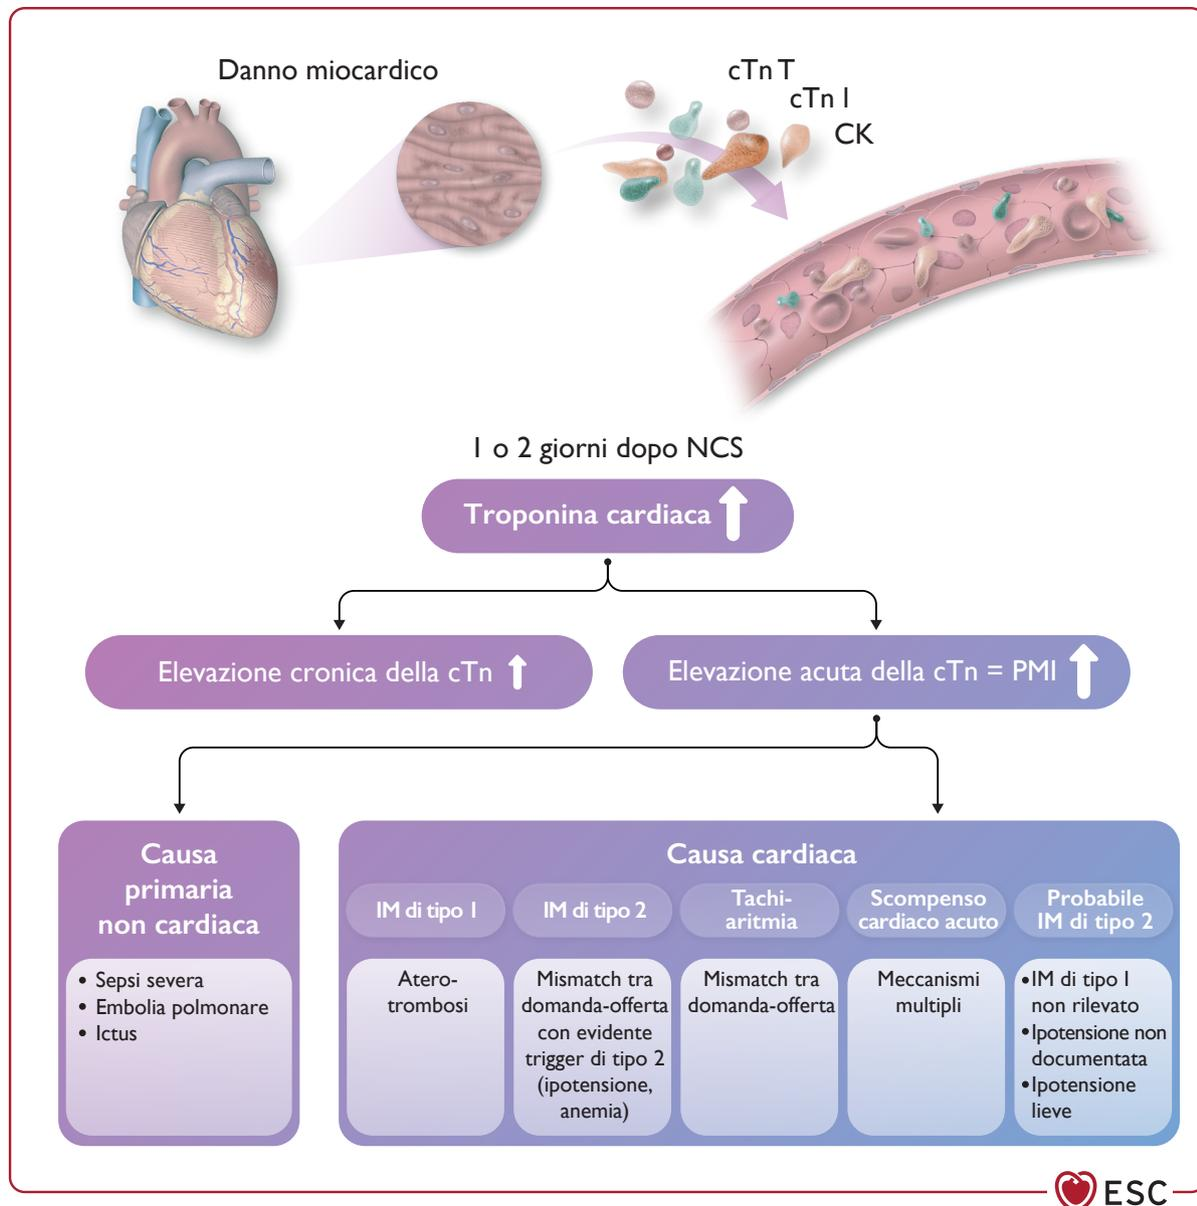 Danno miocardico
cTn T
cTn I
CK
1 o 2 giorni dopo NCS
Troponina cardiaca
Elevazione cronica della cTn
Elevazione acuta della cTn = PMI
Causa
primaria
non cardiaca
• Sepsi severa
• Embolia polmonare
• Ictus
Causa cardiaca
IM di tipo 1
Atero-
trombosi
IM di tipo 2
Mismatch tra
domanda-offerta
con evidente
trigger di tipo 2
(ipotensione,
anemia)
Tachi-
aritmia
Mismatch tra
domanda-offerta
Scompenso
cardiaco acuto
Meccanismi
multipli
Probabile
IM di tipo 2
•IM di tipo 1
non rilevato
•Ipotensione non
documentata
•Ipotensione
lieve
ESC